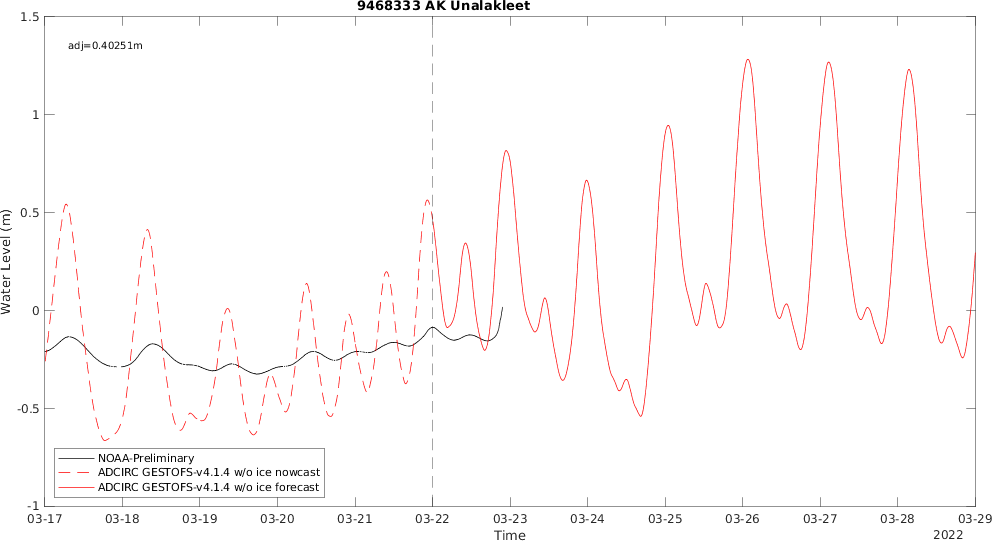 9468333 AK Unalakleet
adj=0.40251m
1.5
1
0.5
0
-0.5
-1
Water Level (m)
NOAA-Preliminary
ADCIRC GESTOFS-v4.1.4 w/o ice nowcast
ADCIRC GESTOFS-v4.1.4 w/o ice forecast
03-17 03-18 03-19 03-20 03-21 03-22 03-23 03-24 03-25 03-26 03-27 03-28 03-29
Time
2022